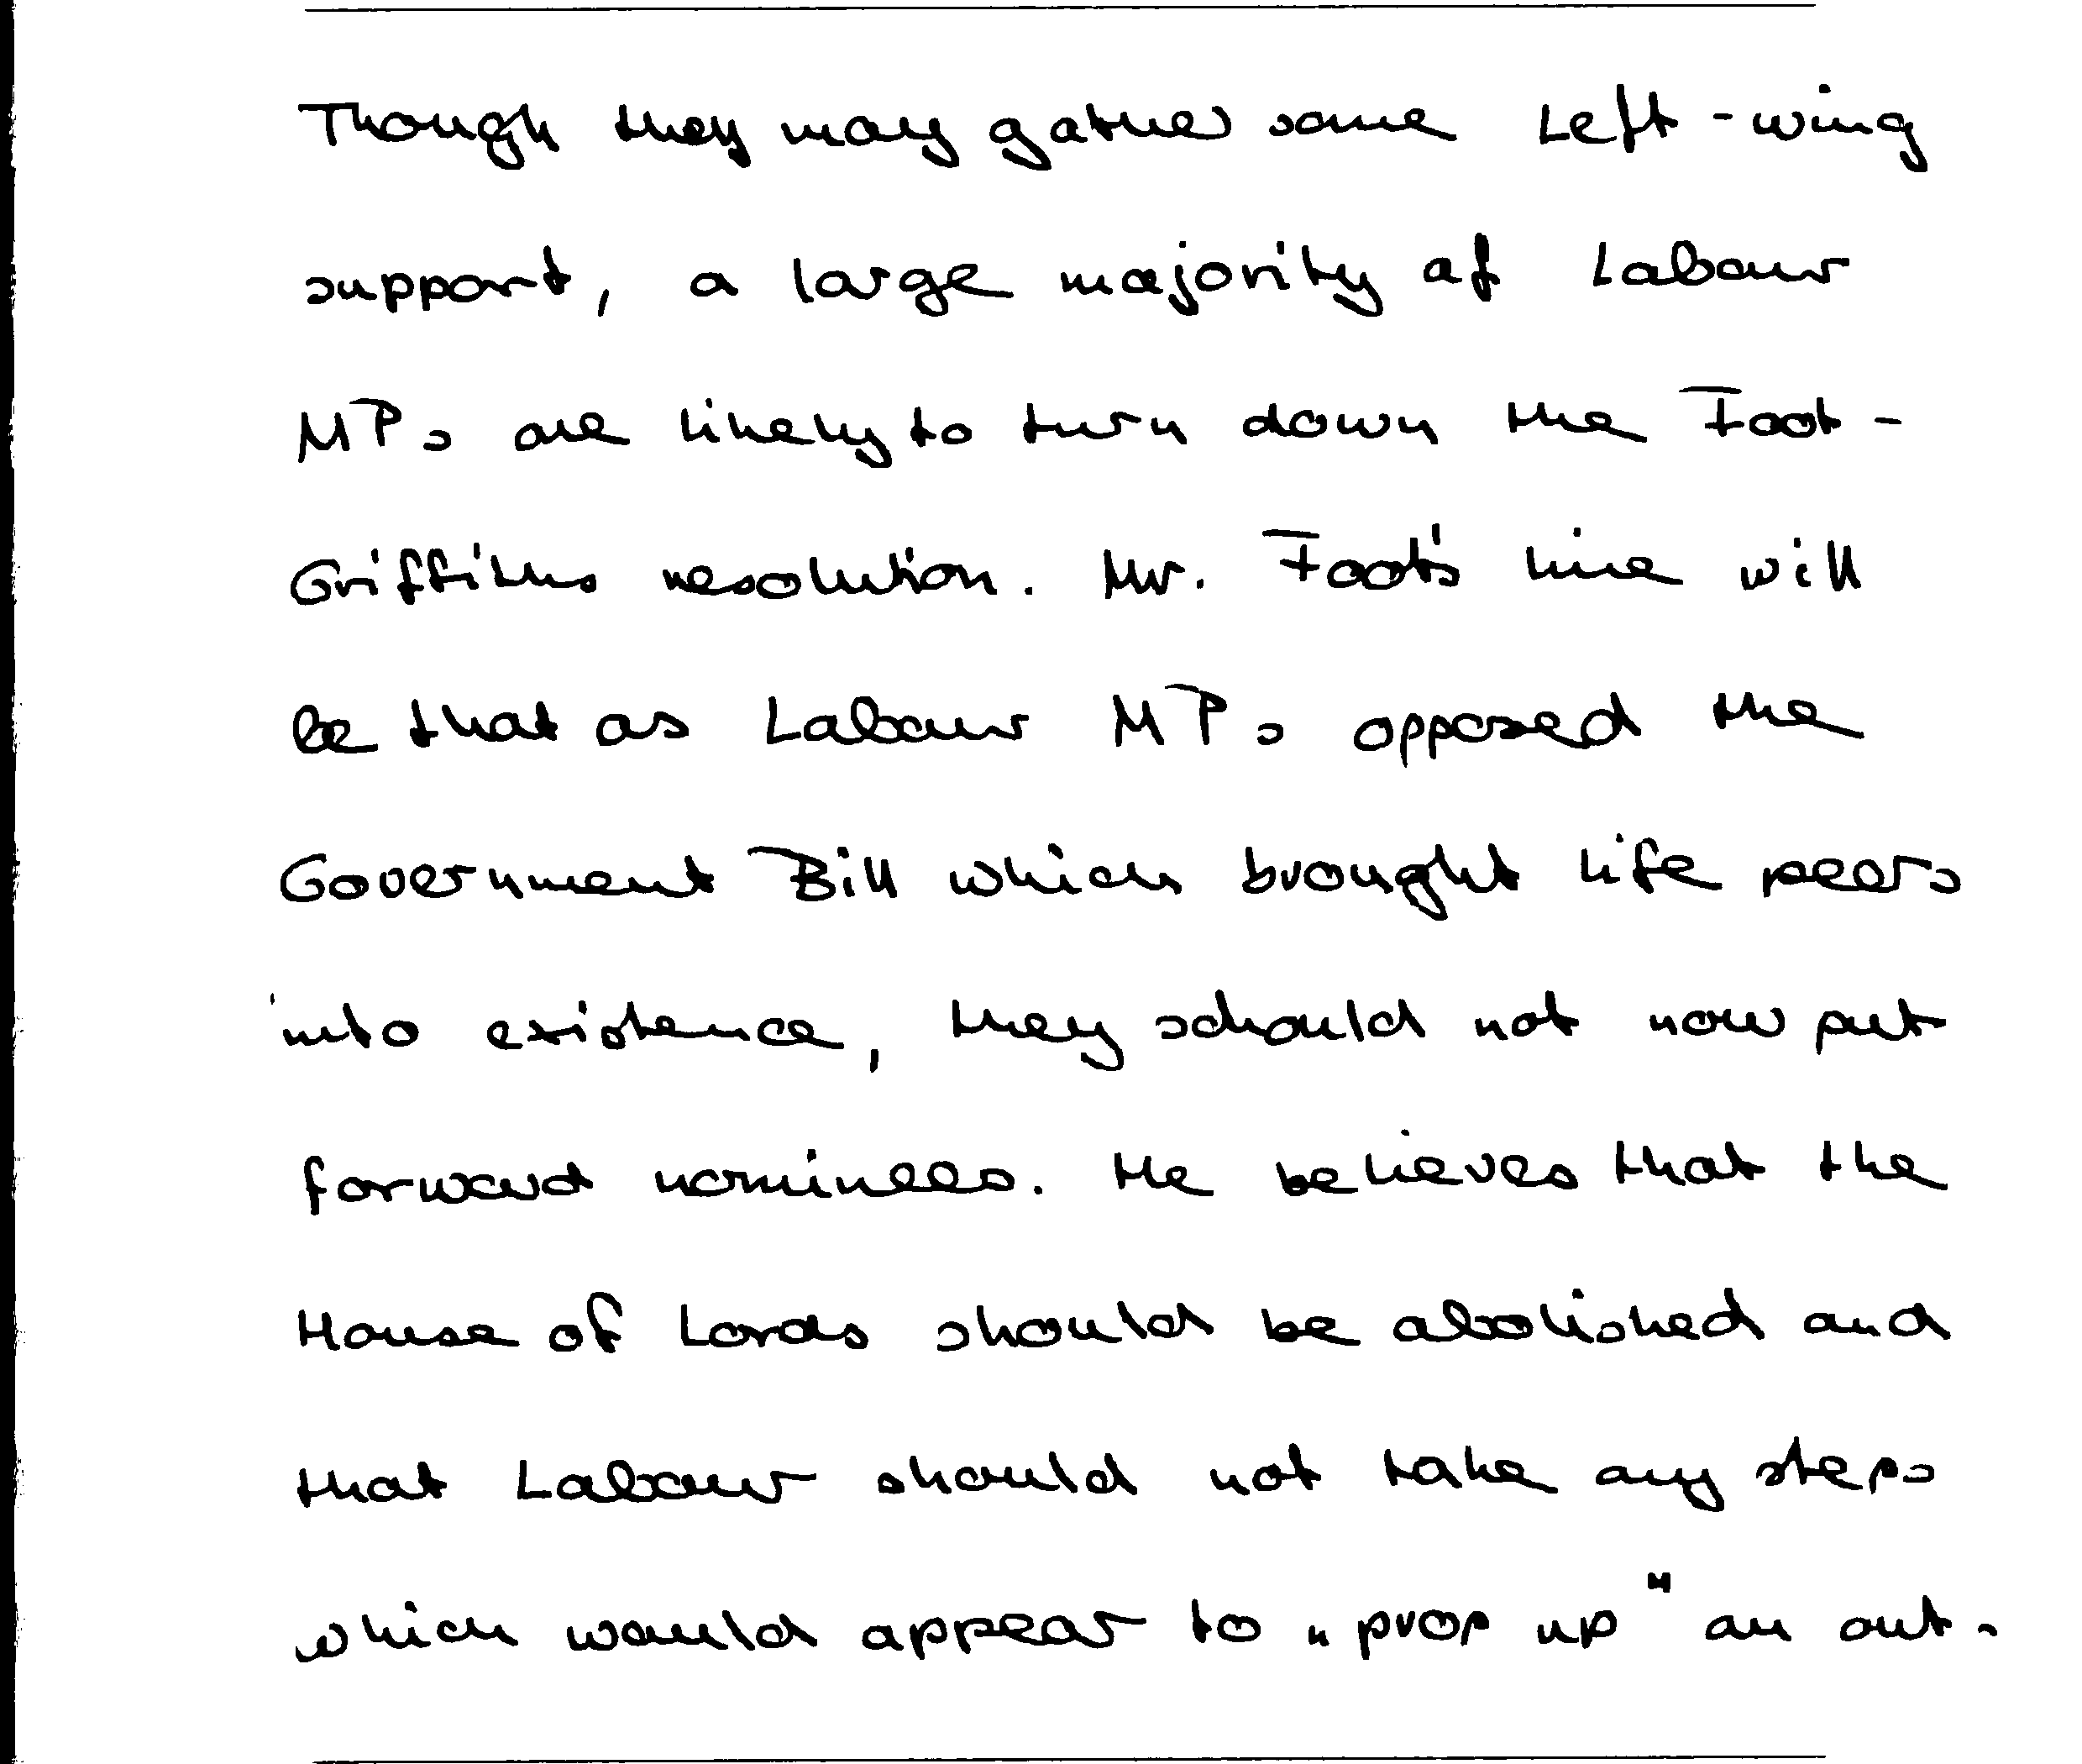 Though they may gather some Left-wing
support, a large majority of Labour
MPs are likely to turn down the Foot-
Griffiths resolution. Mr. Foot's line will
be that as Labour MPs opposed the
Government Bill which brought life peers
into existence, they schould not now put
forward nominees. He believes that the
House of Lords should be abolished and
that Labour should not take any steps
which would appear to „prop up" an out-